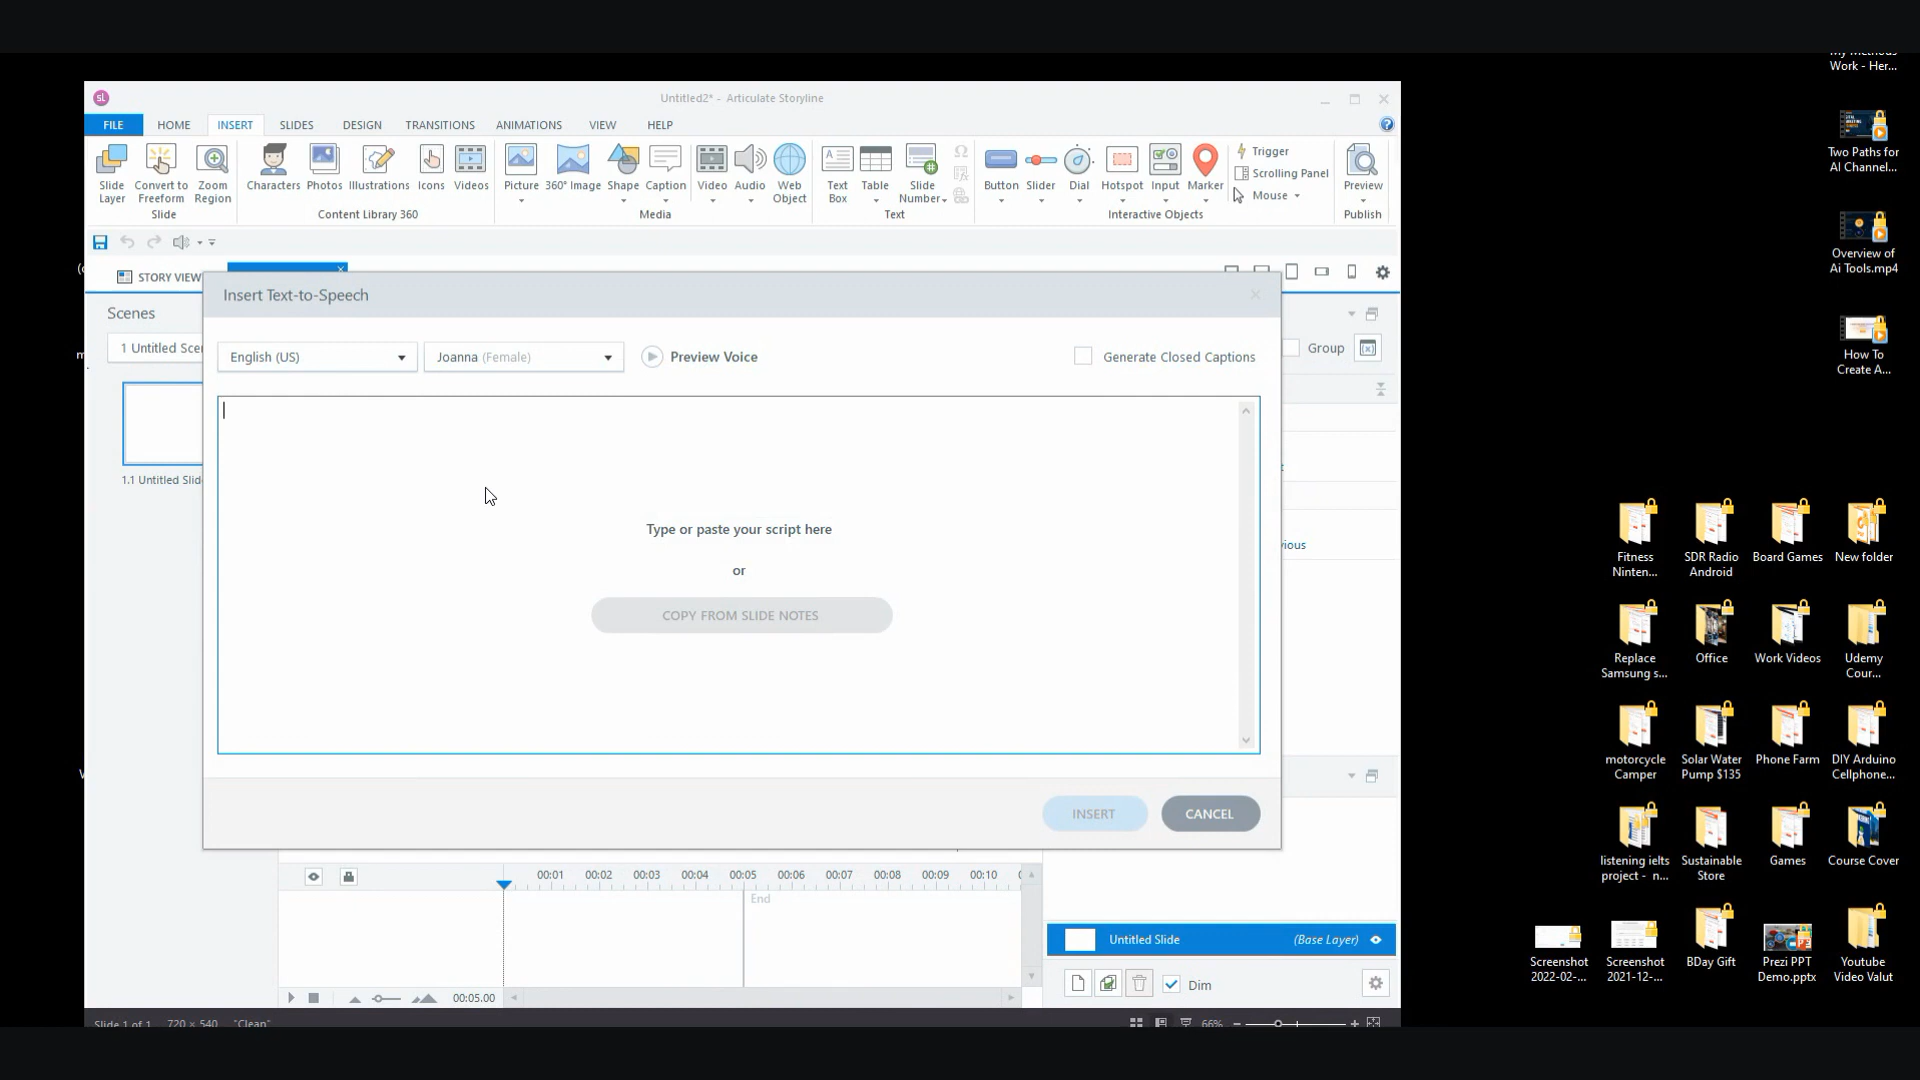 Work - Her...
Untitled2* - Articulate Storyline
FILE HOME INSERT SLIDES DESIGN TRANSITIONS ANIMATIONS VIEW HELP
Slide Layer
Convert to Freeform
Zoom Region
Slide
Characters
Photos
Illustrations
Icons
Videos
Content Library 360
Picture
360° Image
Shape
Caption
Video
Audio
Web Object
Media
Text Box
Table
Slide Number
Text
Button
Slider
Dial
Hotspot
Input
Marker
Trigger
Scrolling Panel
Mouse
Interactive Objects
Preview
Publish
Two Paths for
AI Channel...
Overview of
Ai Tools.mp4
How To
Create A...
STORY VIEW
Scenes
1 Untitled Scen
1.1 Untitled Slid
Group
Insert Text-to-Speech
English (US)
Joanna (Female)
Preview Voice
Generate Closed Captions
Type or paste your script here
or
COPY FROM SLIDE NOTES
INSERT
CANCEL
vious
00:01 00:02 00:03 00:04 00:05 00:06 00:07 00:08 00:09 00:10
End
00:05.00
Untitled Slide
(Base Layer)
Dim
Slide 1 of 1
720 × 540
"Clean"
66%
Fitness
Ninten...
SDR Radio
Android
Board Games
New folder
Replace
Samsung s...
Office
Work Videos
Udemy
Cour...
motorcycle
Camper
Solar Water
Pump $135
Phone Farm
DIY Arduino
Cellphone...
listening ielts
project - n...
Sustainable
Store
Games
Course Cover
Screenshot
2022-02-...
Screenshot
2021-12-...
BDay Gift
Prezi PPT
Demo.pptx
Youtube
Video Valut